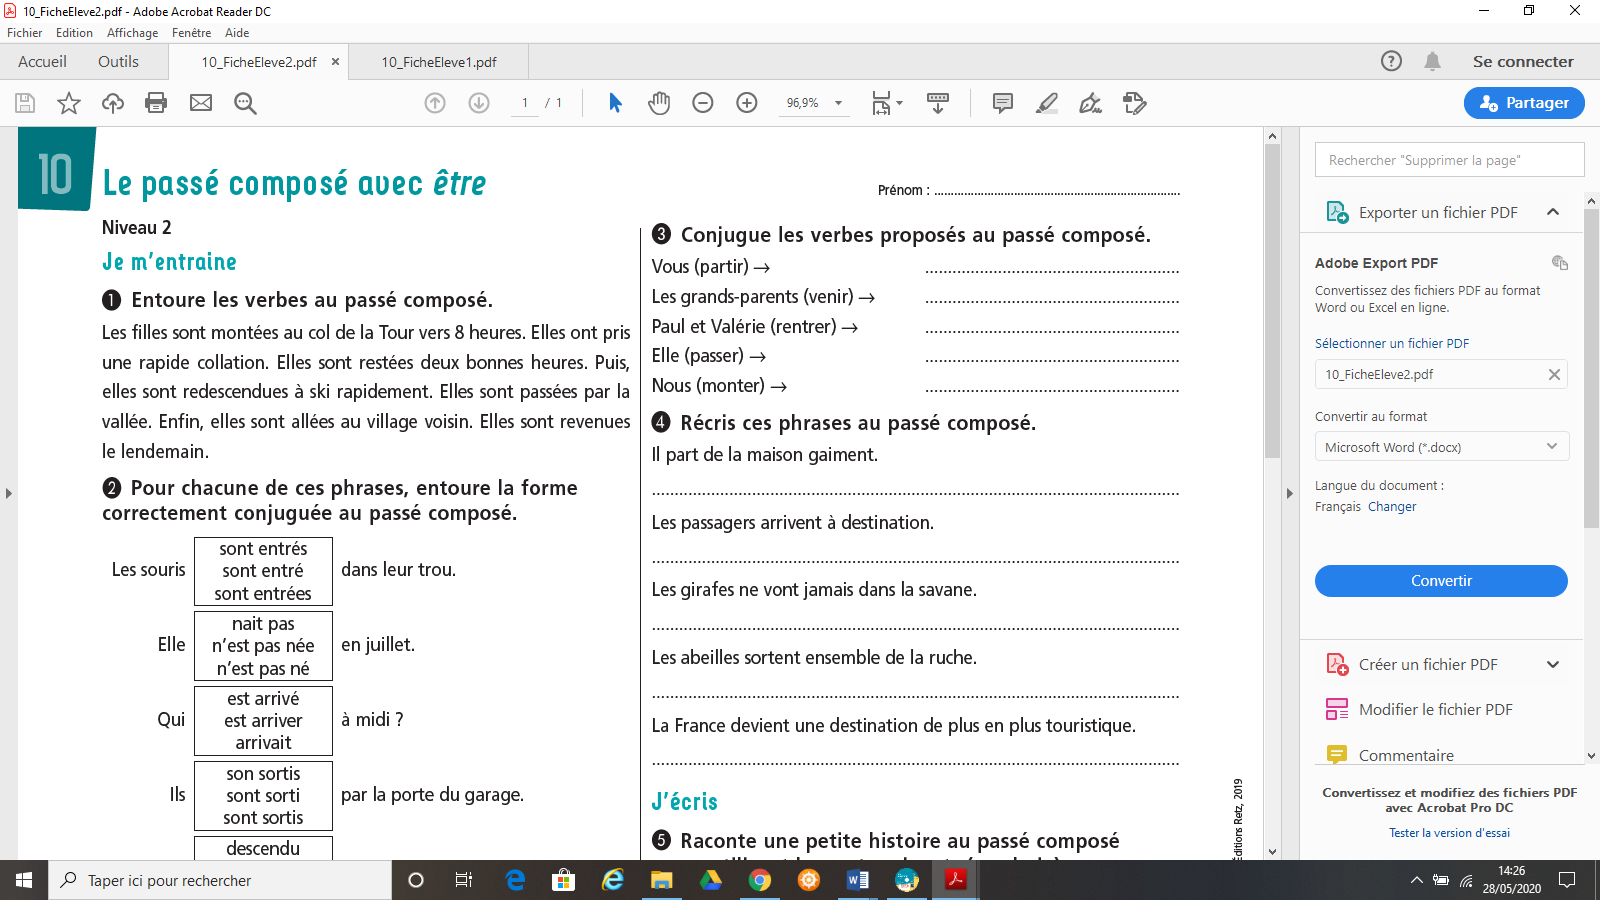 10_FicheEleve2.pdf - Adobe Acrobat Reader DC
Fichier Edition Affichage Fenêtre Aide
Accueil Outils 10_FicheEleve2.pdf × 10_FicheEleve1.pdf Se connecter
1 / 1 96,9% Partager
10
Le passé composé avec être
Prénom : ......................................................................
Niveau 2
Je m'entraine
1 Entoure les verbes au passé composé.
Les filles sont montées au col de la Tour vers 8 heures. Elles ont pris
une rapide collation. Elles sont restées deux bonnes heures. Puis,
elles sont redescendues à ski rapidement. Elles sont passées par la
vallée. Enfin, elles sont allées au village voisin. Elles sont revenues
le lendemain.
2 Pour chacune de ces phrases, entoure la forme
correctement conjuguée au passé composé.
sont entrés
Les souris sont entré dans leur trou.
sont entrées
nait pas
Elle n'est pas née en juillet.
n'est pas né
est arrivé
Qui est arriver à midi ?
arrivait
son sortis
Ils sont sorti par la porte du garage.
sont sortis
descendu
3 Conjugue les verbes proposés au passé composé.
Vous (partir) → ........................................................
Les grands-parents (venir) → ........................................................
Paul et Valérie (rentrer) → ........................................................
Elle (passer) → ........................................................
Nous (monter) → ........................................................
4 Récris ces phrases au passé composé.
Il part de la maison gaiment.
Les passagers arrivent à destination.
Les girafes ne vont jamais dans la savane.
Les abeilles sortent ensemble de la ruche.
La France devient une destination de plus en plus touristique.
J'écris
5 Raconte une petite histoire au passé composé
Éditions Retz, 2019
Rechercher "Supprimer la page"
Exporter un fichier PDF
Adobe Export PDF
Convertissez des fichiers PDF au format
Word ou Excel en ligne.
Sélectionner un fichier PDF
10_FicheEleve2.pdf
Convertir au format
Microsoft Word (*.docx)
Langue du document :
Français Changer
Convertir
Créer un fichier PDF
Modifier le fichier PDF
Commentaire
Convertissez et modifiez des fichiers PDF
avec Acrobat Pro DC
Tester la version d'essai
Taper ici pour rechercher
14:26
28/05/2020